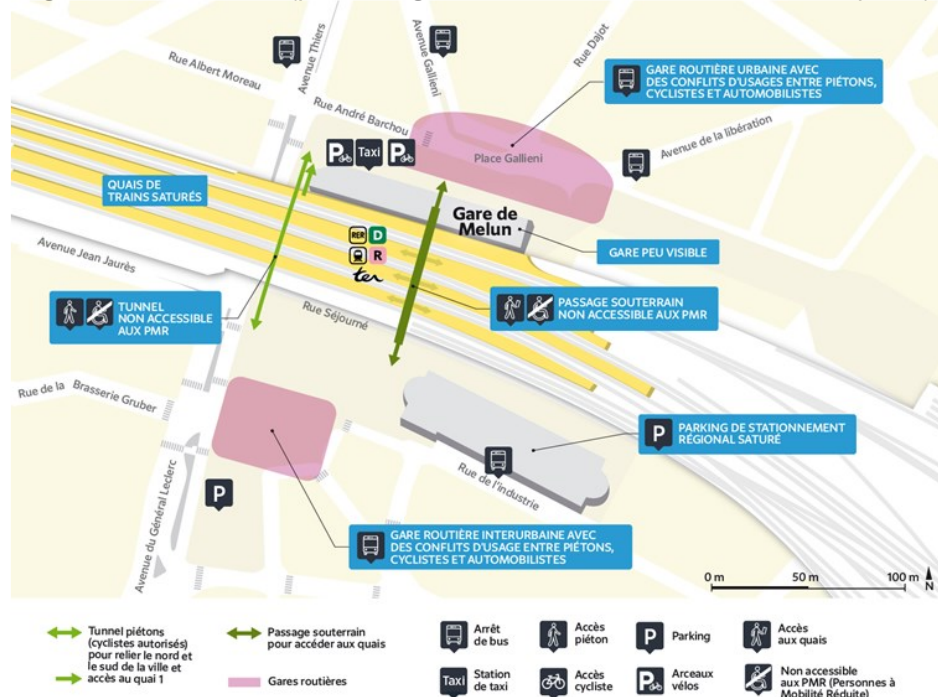 Rue Albert Moreau
Avenue Thiers
Avenue Gallieni
Rue Dajot
GARE ROUTIÈRE URBAINE AVEC
DES CONFLITS D'USAGES ENTRE PIÉTONS,
CYCLISTES ET AUTOMOBILISTES
Rue André Barchou
P
Taxi
P
Place Gallieni
Avenue de la libération
QUAIS DE
TRAINS SATURÉS
Gare de
Melun
RER D
R
ter
GARE PEU VISIBLE
Avenue Jean Jaurès
TUNNEL
NON ACCESSIBLE
AUX PMR
Rue Séjourné
PASSAGE SOUTERRAIN
NON ACCESSIBLE AUX PMR
Rue de la Brasserie Gruber
P PARKING DE STATIONNEMENT
RÉGIONAL SATURÉ
Avenue du Général Leclerc
P
Rue de l'industrie
GARE ROUTIÈRE INTERURBAINE AVEC
DES CONFLITS D'USAGE ENTRE PIÉTONS,
CYCLISTES ET AUTOMOBILISTES
0 m 50 m 100 m
N
Tunnel piétons
(cyclistes autorisés)
pour relier le nord et
le sud de la ville et
accès au quai 1
Passage souterrain
pour accéder aux quais
Gares routières
Arrêt
de bus
Taxi Station
de taxi
Accès
piéton
Accès
cycliste
P Parking
P Arceaux
vélos
Accès
aux quais
Non accessible
aux PMR (Personnes à
Mobilité Réduite)